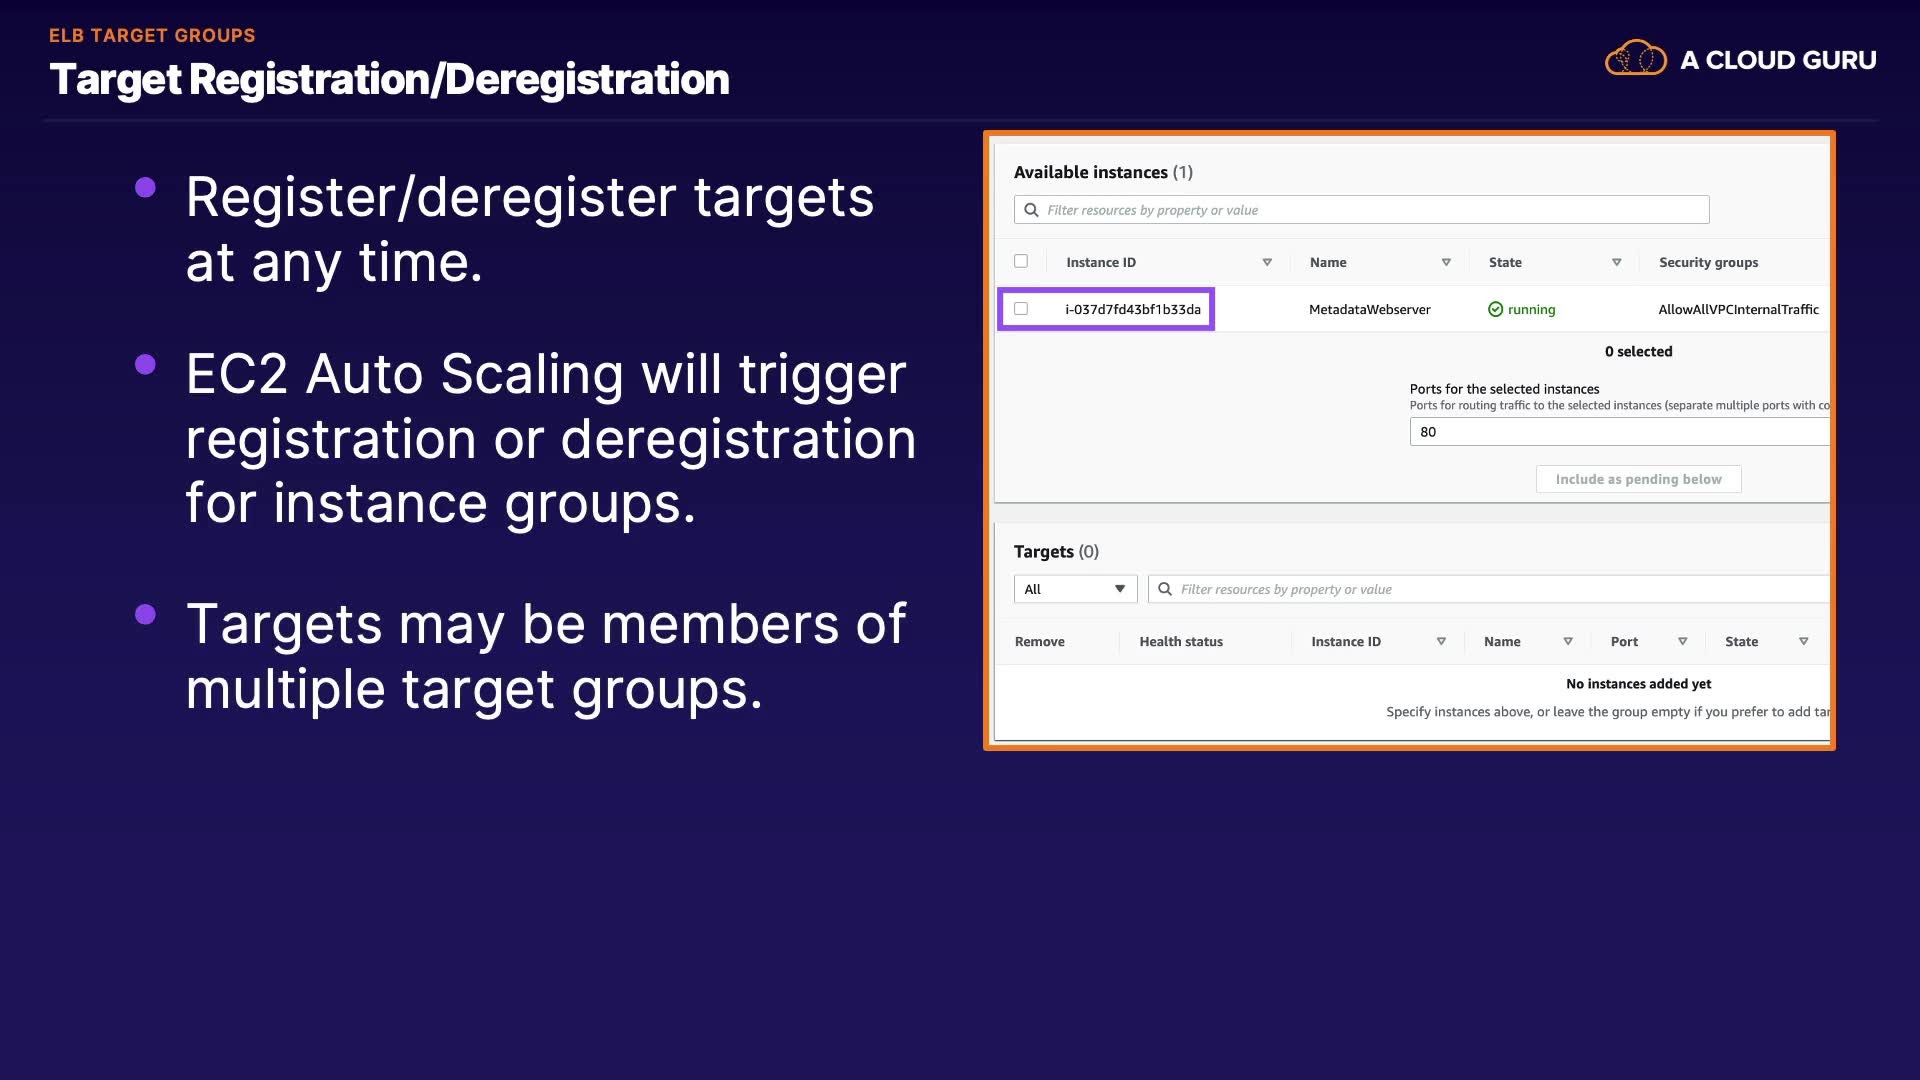 ELB TARGET GROUPS
Target Registration/Deregistration
A CLOUD GURU
Register/deregister targets
at any time.
EC2 Auto Scaling will trigger
registration or deregistration
for instance groups.
Targets may be members of
multiple target groups.
Available instances (1)
Filter resources by property or value
Instance ID Name State Security groups
i-037d7fd43bf1b33da MetadataWebserver running AllowAllVPCInternalTraffic
0 selected
Ports for the selected instances
Ports for routing traffic to the selected instances (separate multiple ports with co
80
Include as pending below
Targets (0)
All Filter resources by property or value
Remove Health status Instance ID Name Port State
No instances added yet
Specify instances above, or leave the group empty if you prefer to add tar